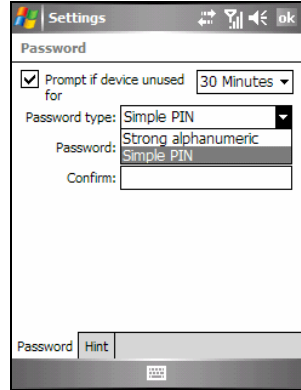 Settings
ok
Password
Prompt if device unused for
30 Minutes
Password type: Simple PIN
Strong alphanumeric
Password: Simple PIN
Confirm:
Password Hint